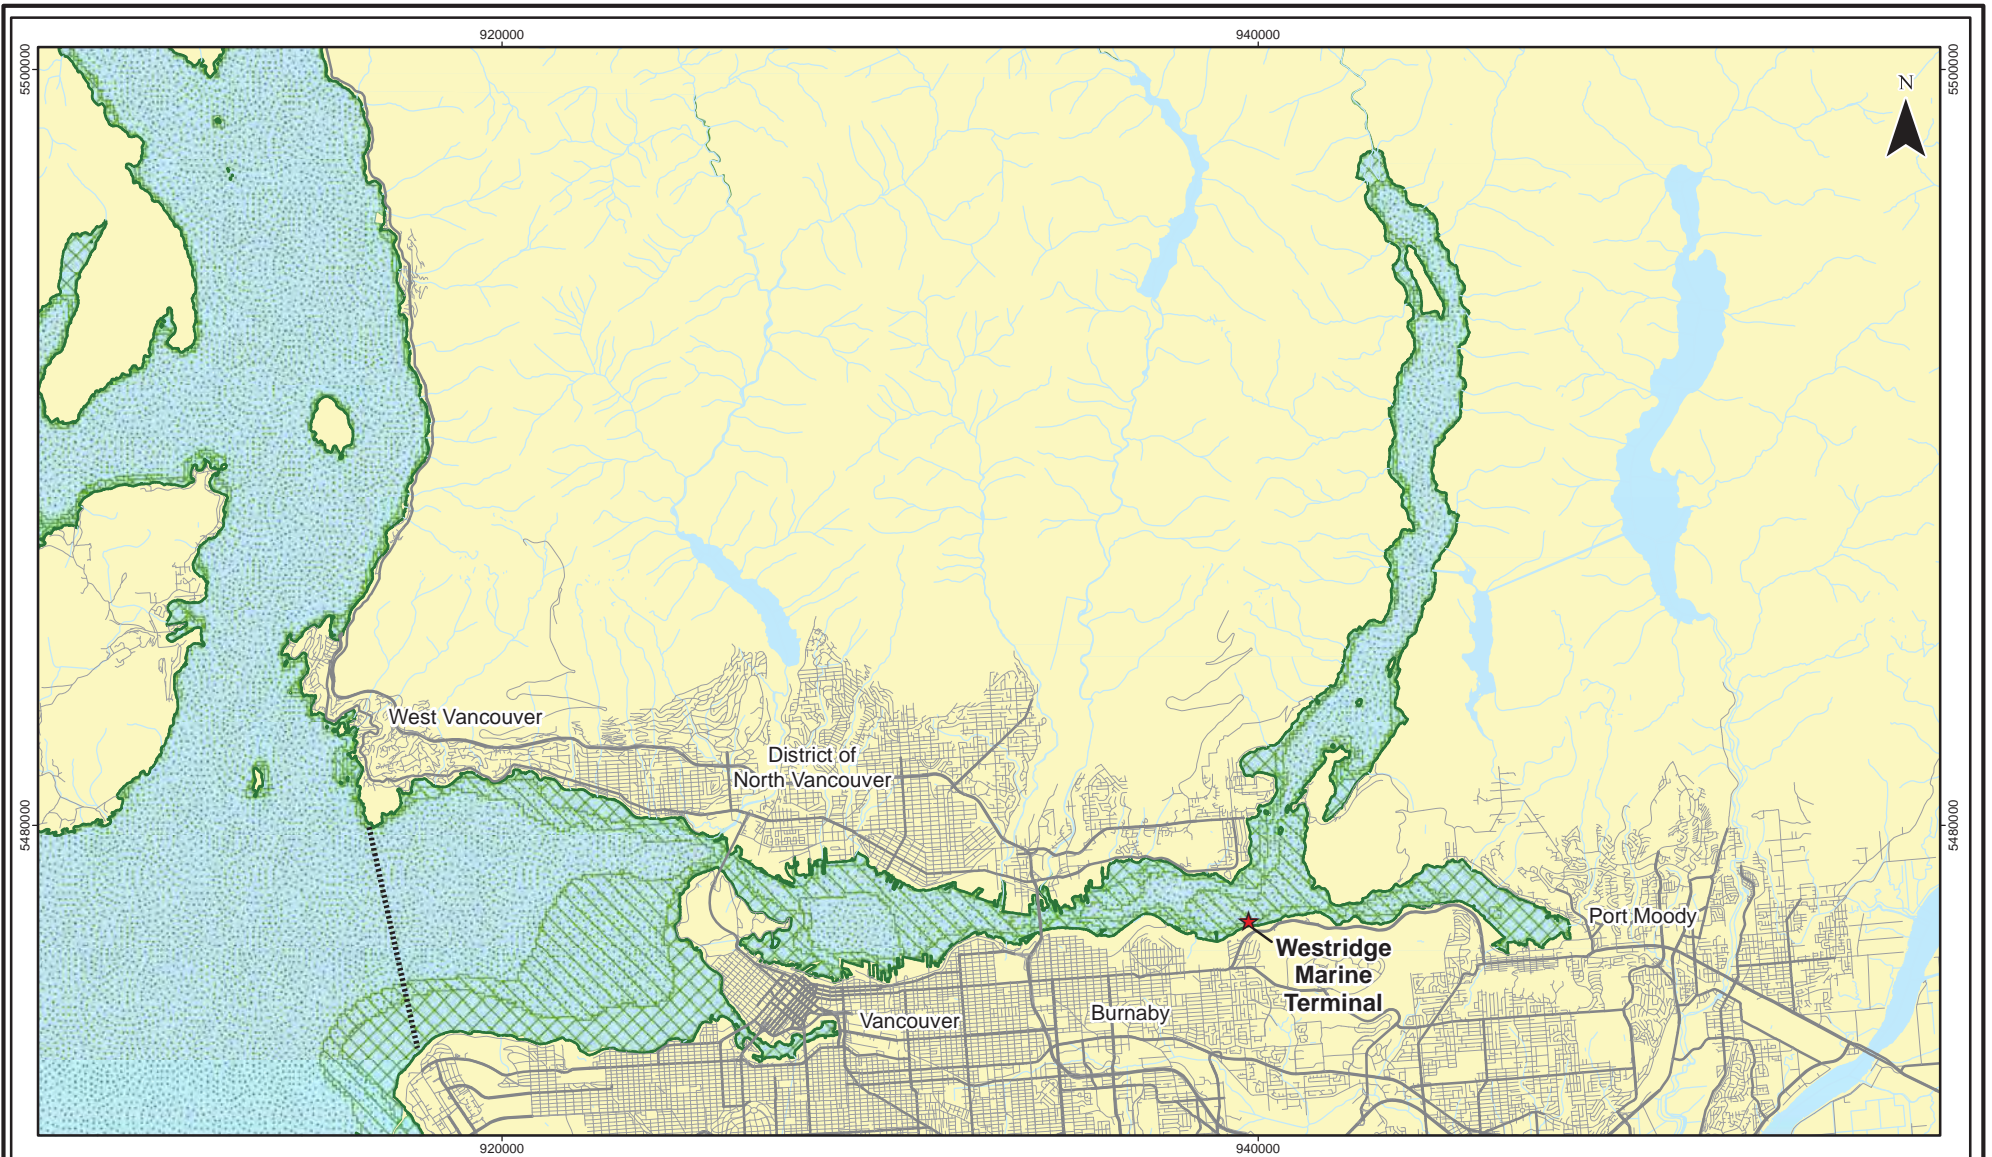 920000
940000
5500000
5500000
N
West Vancouver
District of
North Vancouver
5480000
5480000
Port Moody
Westridge
Marine
Terminal
Vancouver
Burnaby
920000
940000